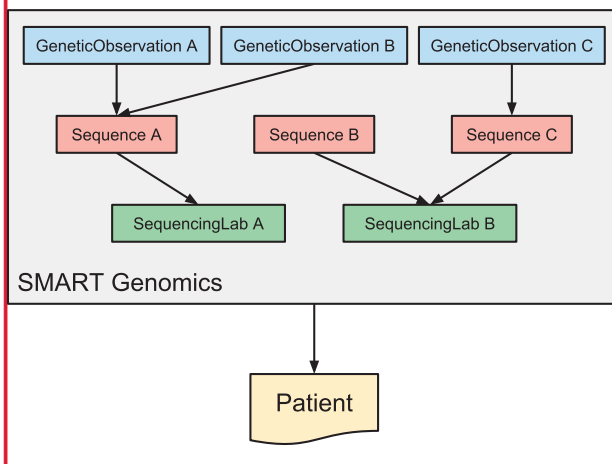 GeneticObservation A
GeneticObservation B
GeneticObservation C
Sequence A
Sequence B
Sequence C
SequencingLab A
SequencingLab B
SMART Genomics
Patient